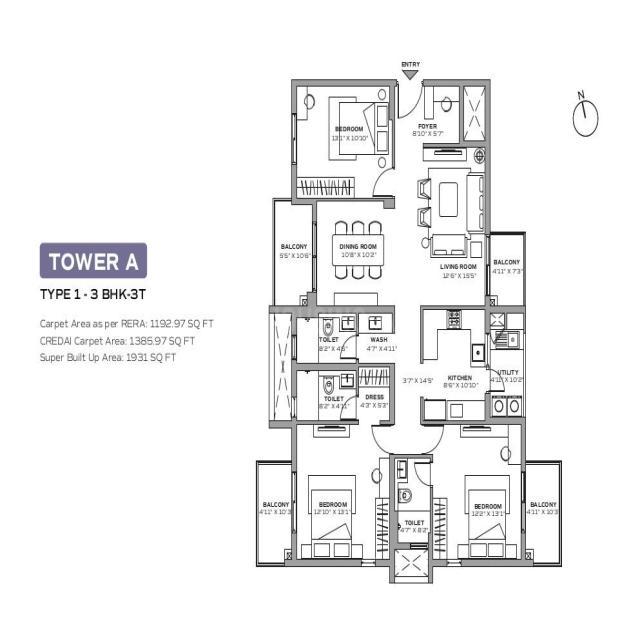 ENTRY
N
BEDROOM
13'1" X 10'10"
FOYER
8'10" X 5'7"
BALCONY
5'5" X 10'6"
DINING ROOM
10'8" X 10'2"
LIVING ROOM
12'6" X 15'5"
BALCONY
4'11" X 7'3"
TOWER A
TYPE 1 - 3 BHK-3T
Carpet Area as per RERA: 1192.97 SQ FT
CREDAI Carpet Area: 1385.97 SQ FT
Super Built Up Area: 1931 SQ FT
TOILET
8'2" X 4'5"
WASH
4'7" X 4'11"
3'7" X 14'5"
KITCHEN
8'6" X 10'10"
UTILITY
4'11" X 10'2"
TOILET
8'2" X 4'11"
DRESS
4'3" X 5'3"
BALCONY
4'11" X 10'3
BEDROOM
12'10" X 13'1"
TOILET
4'7" X 8'2"
BEDROOM
12'2" X 13'1"
BALCONY
4'11" X 10'3